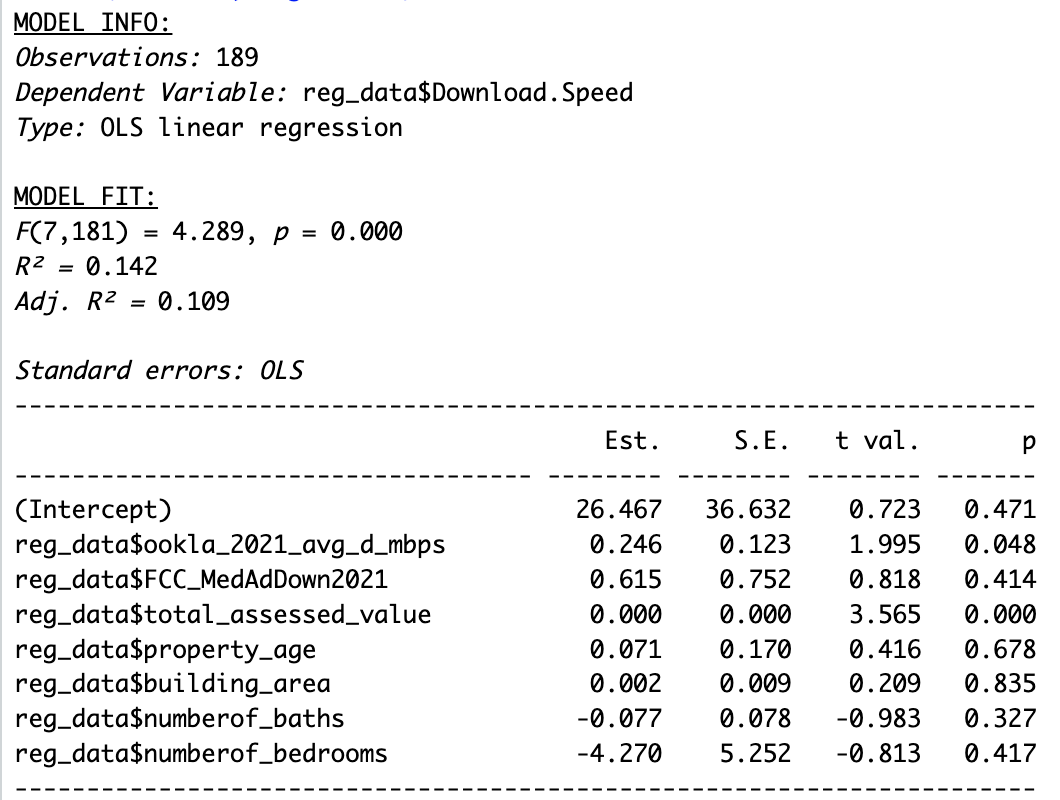 MODEL INFO:
Observations: 189
Dependent Variable: reg_data$Download.Speed
Type: OLS linear regression
MODEL FIT:
F(7,181) = 4.289, p = 0.000
R² = 0.142
Adj. R² = 0.109
Standard errors: OLS
-----------------------------------------------------------------------
Est. S.E. t val. p
------------------------------------ -------- -------- -------- -------
(Intercept) 26.467 36.632 0.723 0.471
reg_data$ookla_2021_avg_d_mbps 0.246 0.123 1.995 0.048
reg_data$FCC_MedAdDown2021 0.615 0.752 0.818 0.414
reg_data$total_assessed_value 0.000 0.000 3.565 0.000
reg_data$property_age 0.071 0.170 0.416 0.678
reg_data$building_area 0.002 0.009 0.209 0.835
reg_data$numberof_baths -0.077 0.078 -0.983 0.327
reg_data$numberof_bedrooms -4.270 5.252 -0.813 0.417
-----------------------------------------------------------------------